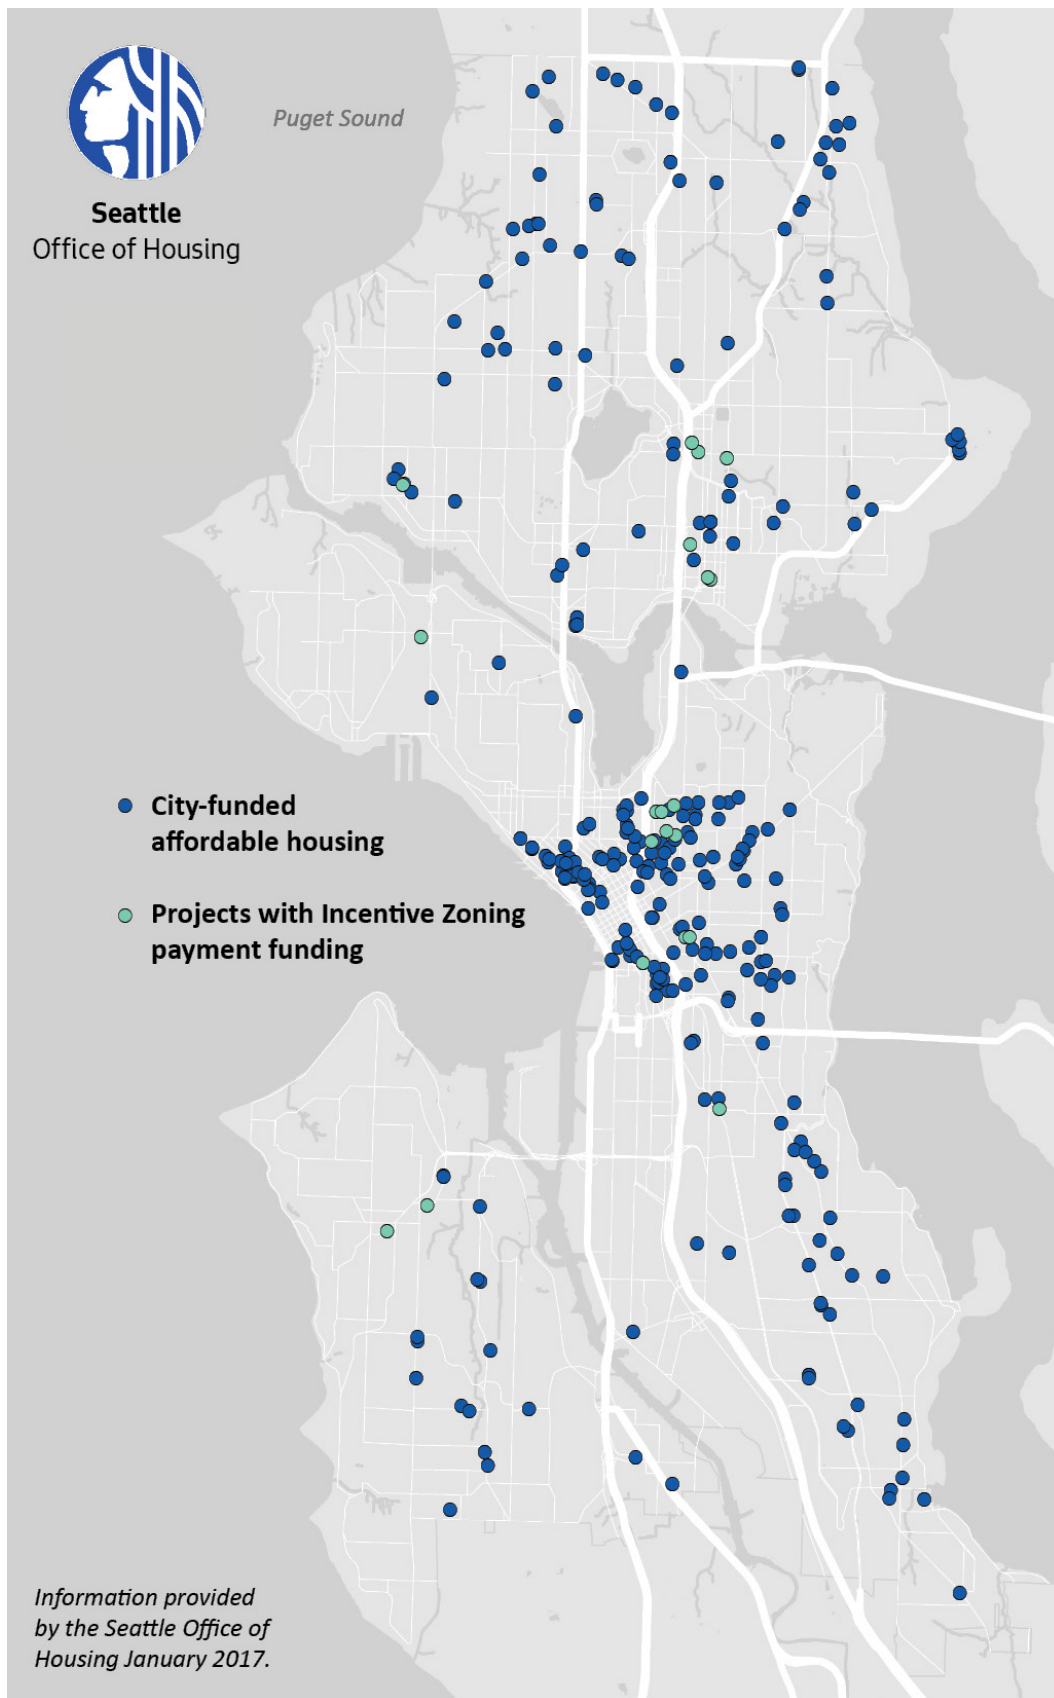 Puget Sound
Seattle
Office of Housing
City-funded
affordable housing
Projects with Incentive Zoning
payment funding
Information provided
by the Seattle Office of
Housing January 2017.